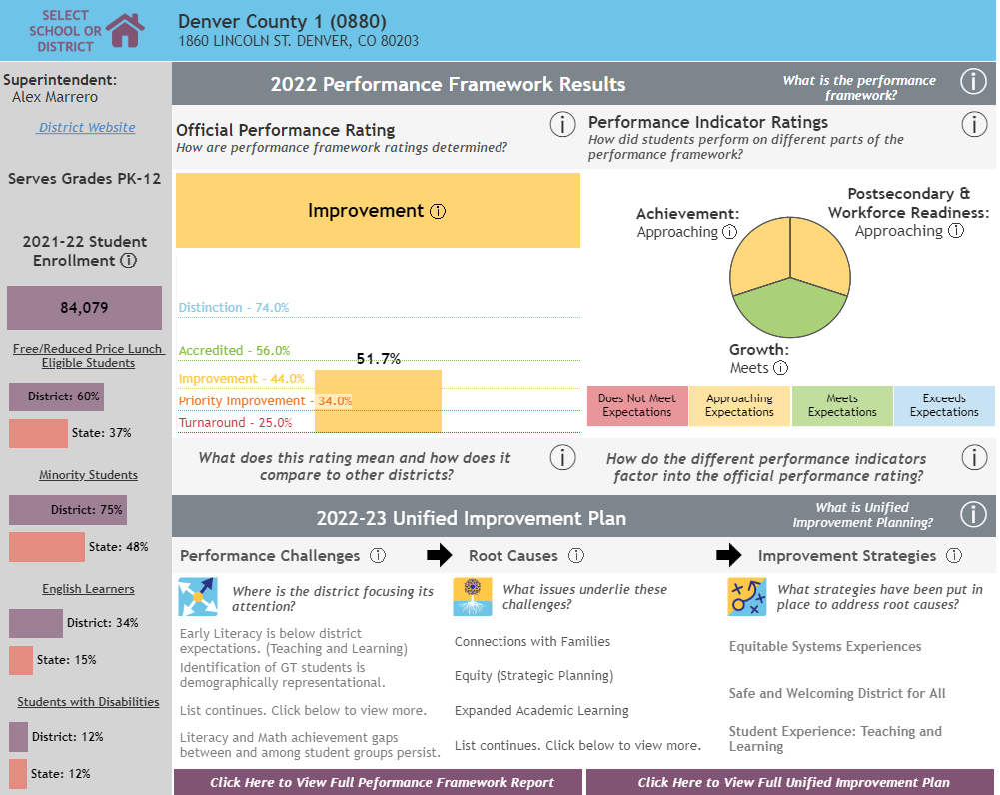 SELECT
SCHOOL OR
DISTRICT
Denver County 1 (0880)
1860 LINCOLN ST. DENVER, CO 80203
Superintendent:
Alex Marrero
District Website
Serves Grades PK-12
2021-22 Student
Enrollment ⓘ
84,079
Free/Reduced Price Lunch
Eligible Students
District: 60%
State: 37%
Minority Students
District: 75%
State: 48%
English Learners
District: 34%
State: 15%
Students with Disabilities
District: 12%
State: 12%
2022 Performance Framework Results
What is the performance
framework?
ⓘ
Official Performance Rating
How are performance framework ratings determined?
ⓘ
Improvement ⓘ
Distinction - 74.0%
Accredited - 56.0%
51.7%
Improvement - 44.0%
Priority Improvement - 34.0%
Turnaround - 25.0%
What does this rating mean and how does it
compare to other districts?
ⓘ
Performance Indicator Ratings
How did students perform on different parts of the
performance framework?
ⓘ
Achievement:
Approaching ⓘ
Postsecondary &
Workforce Readiness:
Approaching ⓘ
Growth:
Meets ⓘ
Does Not Meet
Expectations
Approaching
Expectations
Meets
Expectations
Exceeds
Expectations
How do the different performance indicators
factor into the official performance rating?
ⓘ
2022-23 Unified Improvement Plan
What is Unified
Improvement Planning?
ⓘ
Performance Challenges ⓘ
Where is the district focusing its
attention?
Early Literacy is below district
expectations. (Teaching and Learning)
Identification of GT students is
demographically representational.
List continues. Click below to view more.
Literacy and Math achievement gaps
between and among student groups persist.
Root Causes ⓘ
What issues underlie these
challenges?
Connections with Families
Equity (Strategic Planning)
Expanded Academic Learning
List continues. Click below to view more.
Improvement Strategies ⓘ
What strategies have been put in
place to address root causes?
Equitable Systems Experiences
Safe and Welcoming District for All
Student Experience: Teaching and
Learning
Click Here to View Full Peformance Framework Report
Click Here to View Full Unified Improvement Plan